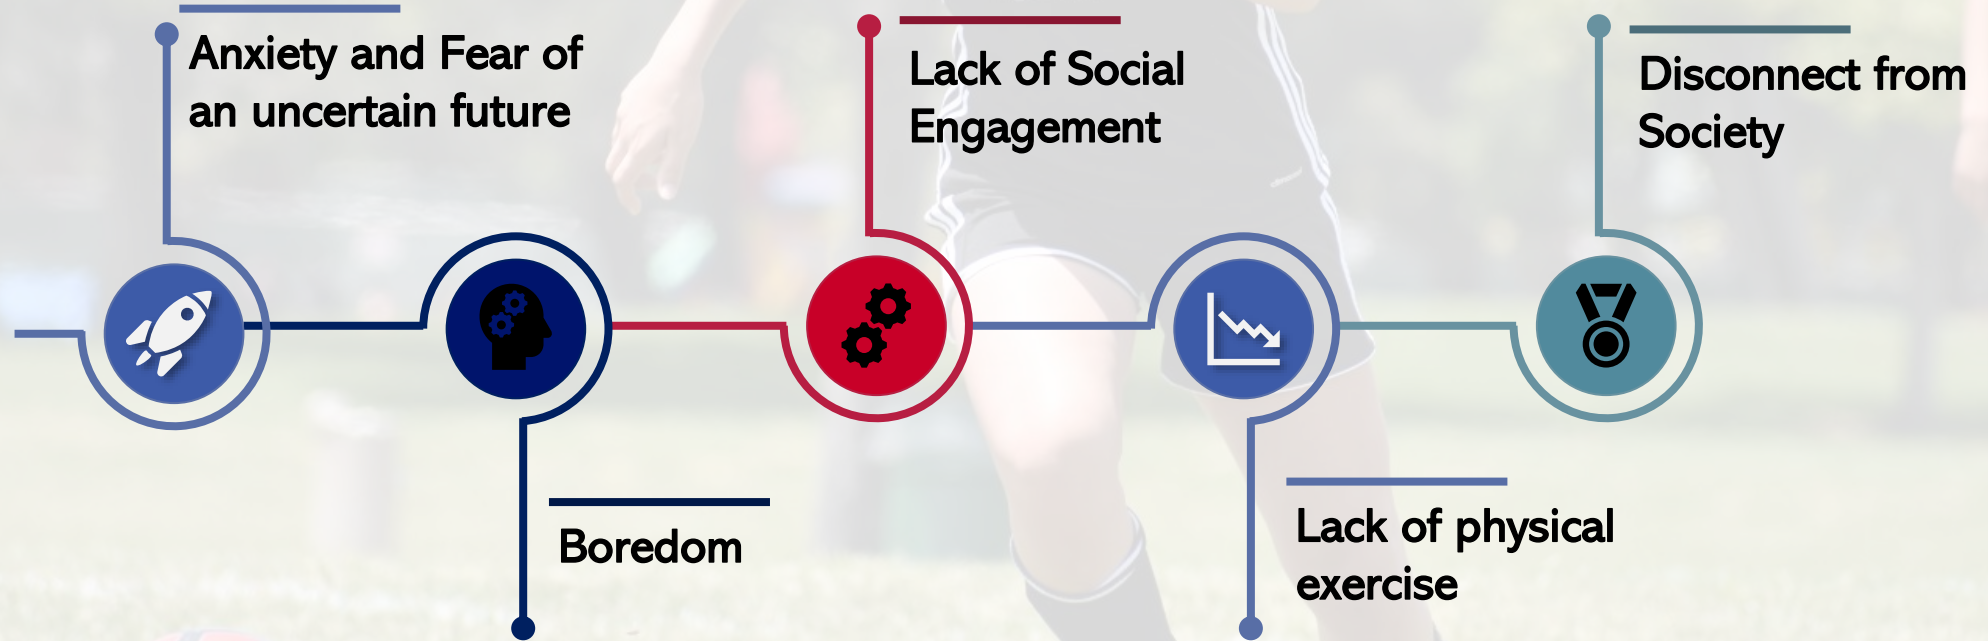 Anxiety and Fear of
an uncertain future
Boredom
Lack of Social
Engagement
Lack of physical
exercise
Disconnect from
Society